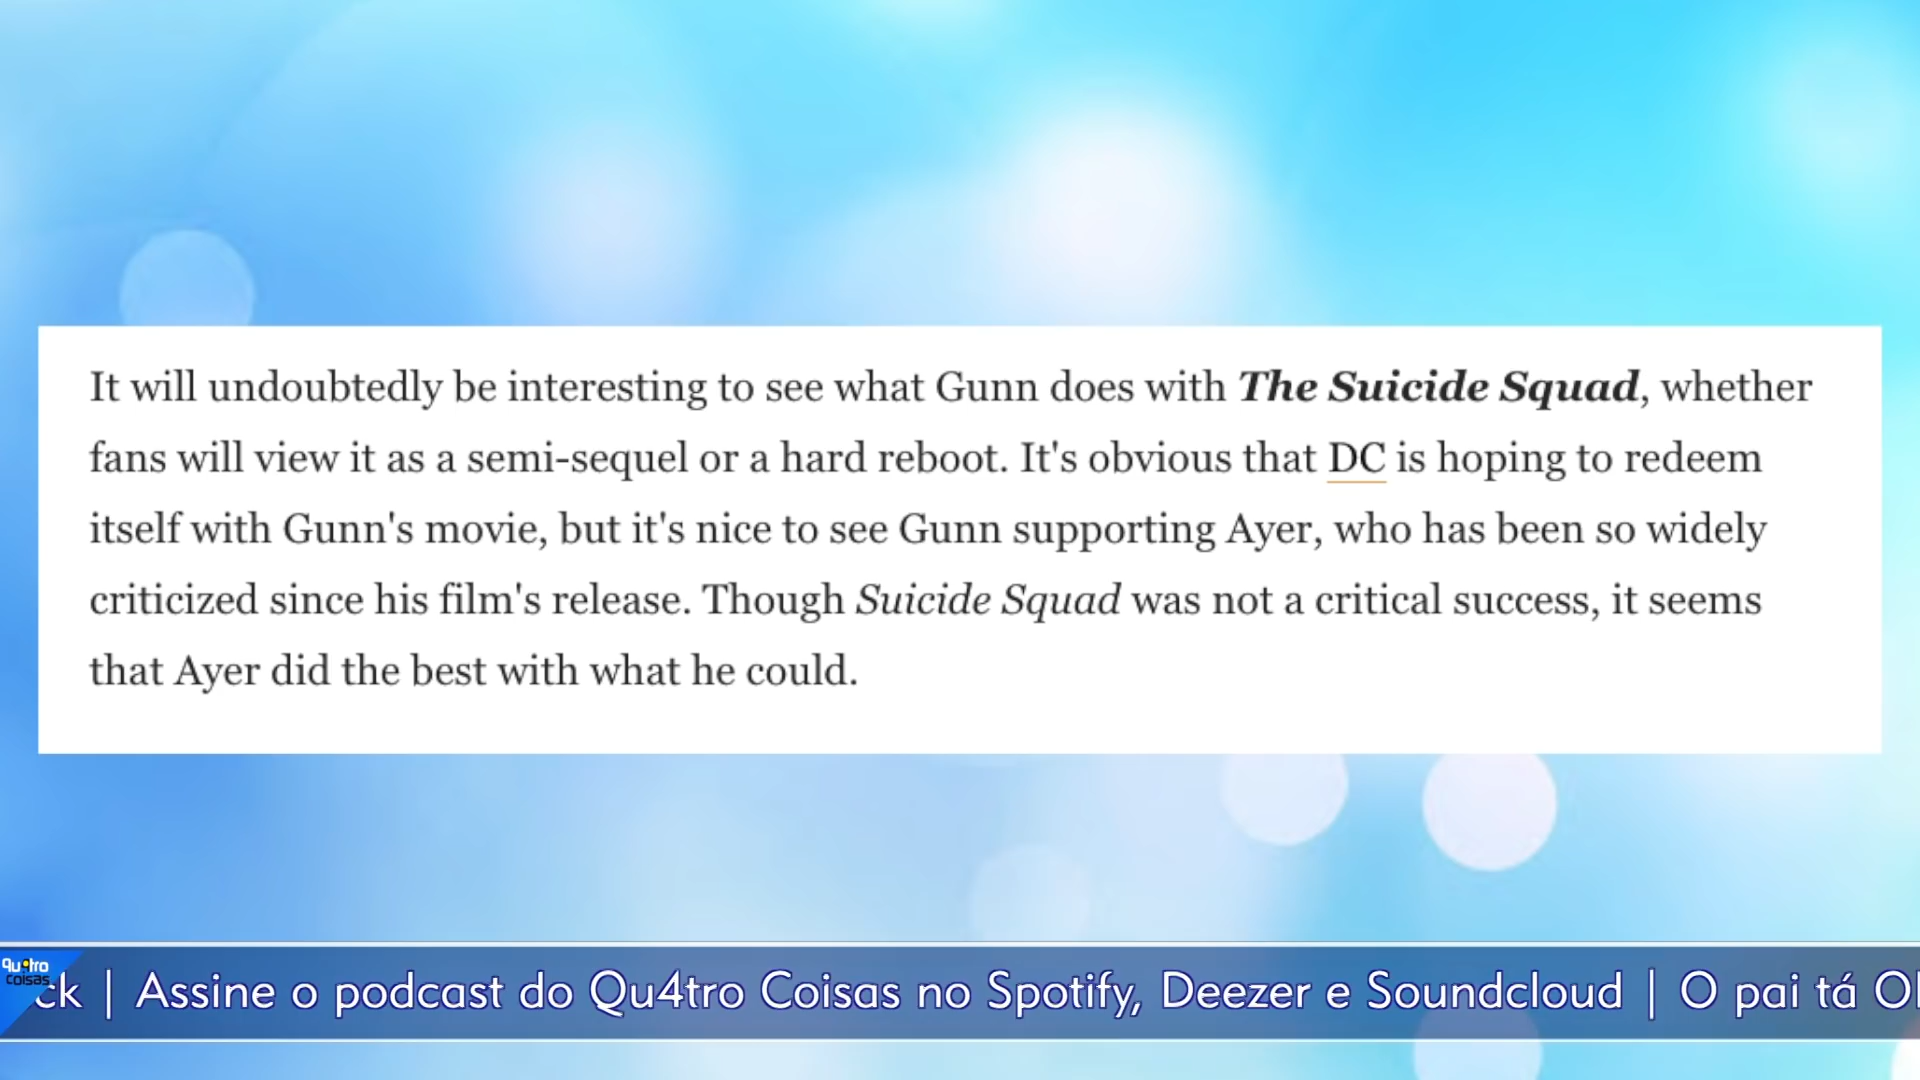 It will undoubtedly be interesting to see what Gunn does with The Suicide Squad, whether
fans will view it as a semi-sequel or a hard reboot. It's obvious that DC is hoping to redeem
itself with Gunn's movie, but it's nice to see Gunn supporting Ayer, who has been so widely
criticized since his film's release. Though Suicide Squad was not a critical success, it seems
that Ayer did the best with what he could.
qu4tro
coisas
ck | Assine o podcast do Qu4tro Coisas no Spotify, Deezer e Soundcloud | O pai tá